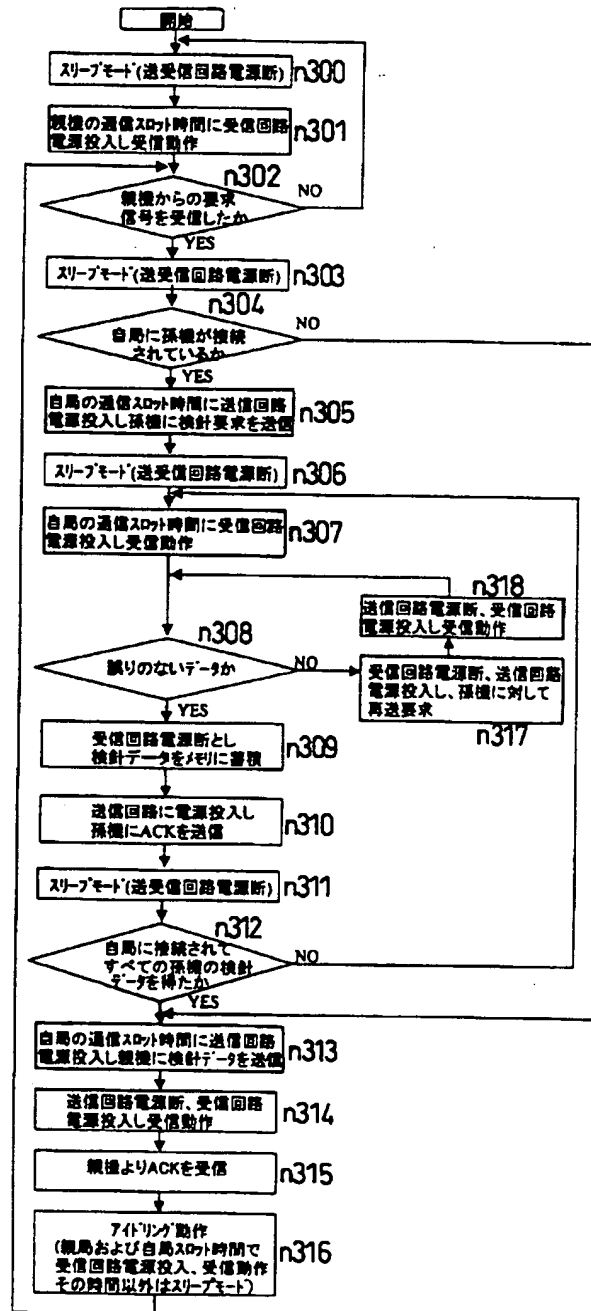 開始
スリープモード(送受信回路電源断)
n300
親機の通信スロット時間に受信回路
電源投入し受信動作
n301
n302
親機からの要求
信号を受信したか
NO
YES
スリープモード(送受信回路電源断)
n303
n304
自局に孫機が接続
されているか
NO
YES
自局の通信スロット時間に送信回路
電源投入し孫機に検針要求を送信
n305
スリープモード(送受信回路電源断)
n306
自局の通信スロット時間に受信回路
電源投入し受信動作
n307
n318
送信回路電源断、受信回路
電源投入し受信動作
n308
誤りのないデータか
NO
YES
受信回路電源断、送信回路
電源投入し、孫機に対して
再送要求
n317
受信回路電源断とし
検針データをメモリに蓄積
n309
送信回路に電源投入し
孫機にACKを送信
n310
スリープモード(送受信回路電源断)
n311
n312
自局に接続されて
すべての孫機の検針
データを得たか
NO
YES
自局の通信スロット時間に送信回路
電源投入し親機に検針データを送信
n313
送信回路電源断、受信回路
電源投入し受信動作
n314
親機よりACKを受信
n315
アイドリング動作
(親局および自局スロット時間で
受信回路電源投入、受信動作
その時間以外はスリープモード)
n316